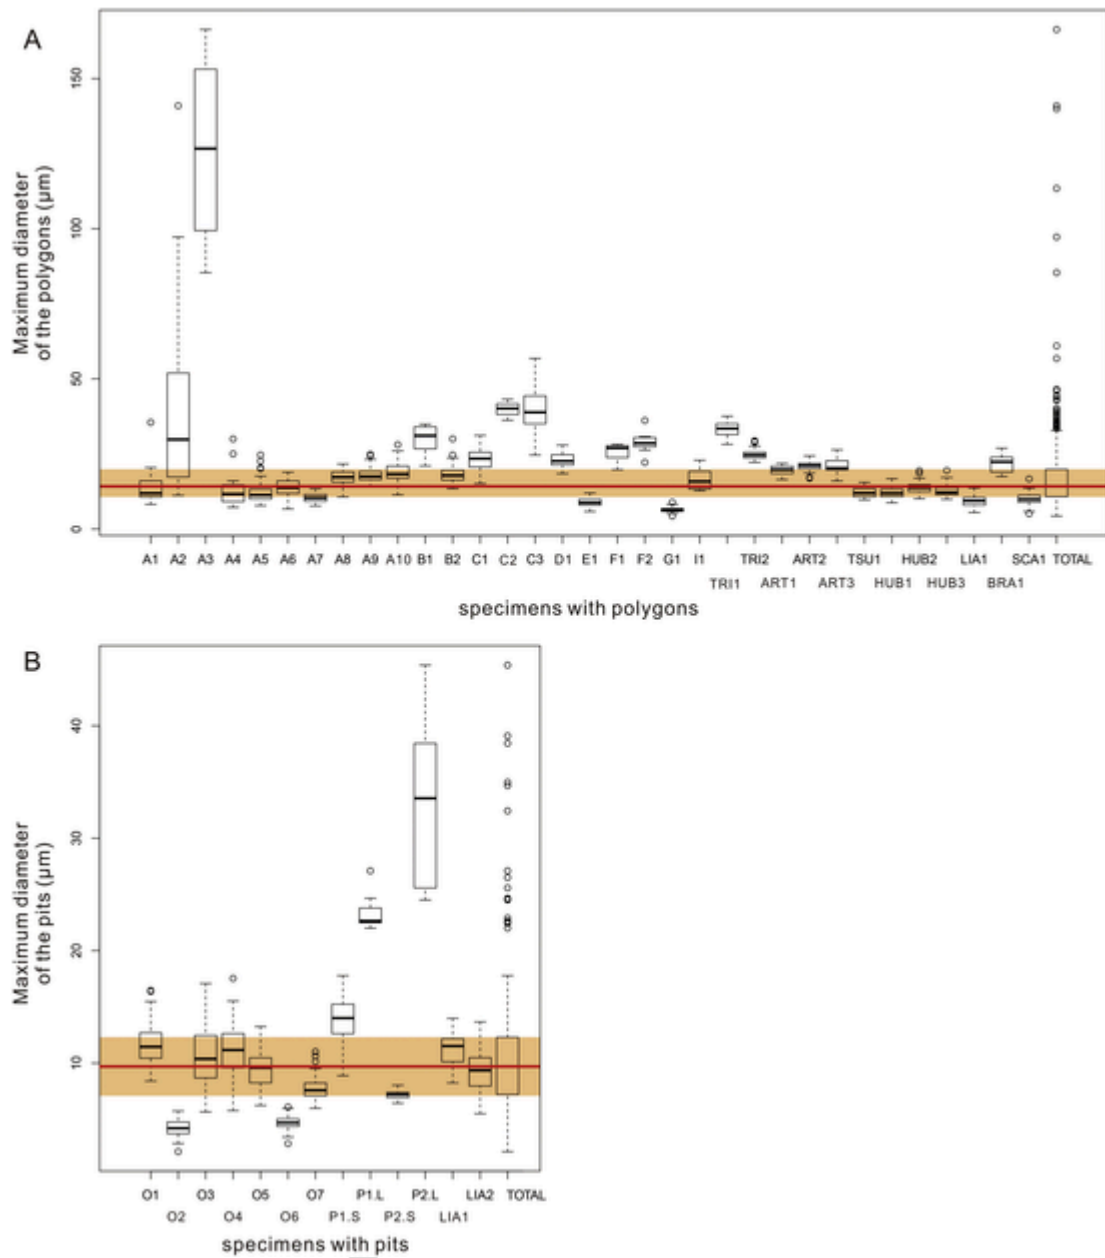 A
Maximum diameter
of the polygons (µm)
150
100
50
0
A1 A2 A3 A4 A5 A6 A7 A8 A9 A10 B1 B2 C1 C2 C3 D1 E1 F1 F2 G1 I1 TRI2 ART2 TSU1 HUB2 LIA1 SCA1 TOTAL
TRI1 ART1 ART3 HUB1 HUB3 BRA1
specimens with polygons
B
Maximum diameter
of the pits (µm)
40
30
20
10
O1 O3 O5 O7 P1.L P2.L LIA2 TOTAL
O2 O4 O6 P1.S P2.S LIA1
specimens with pits